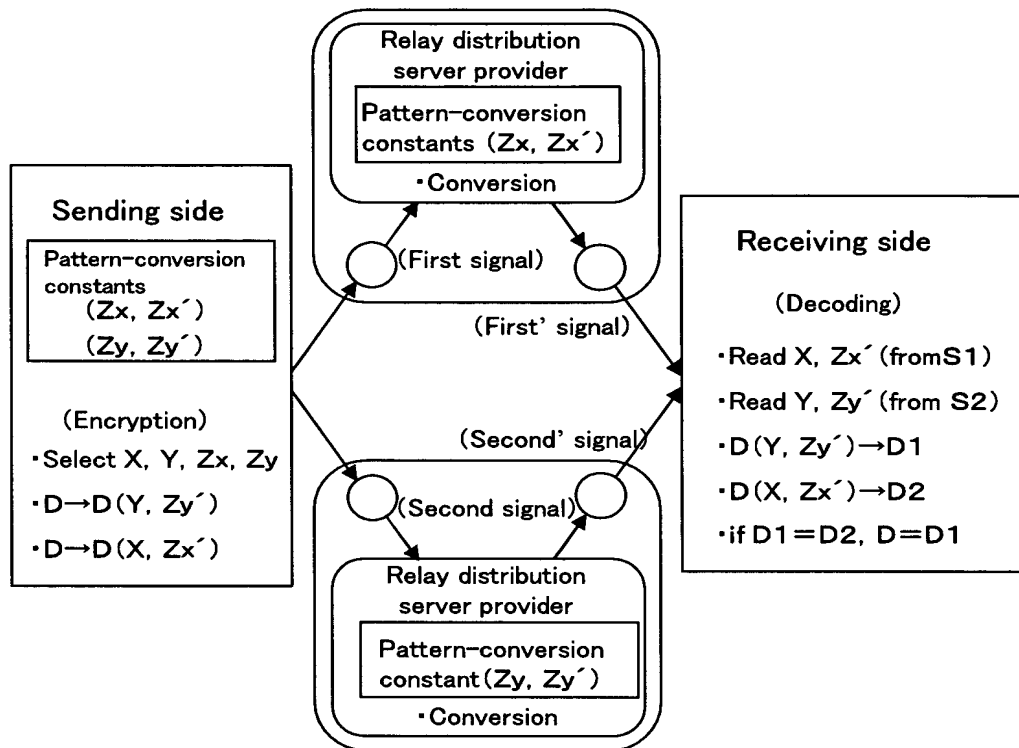 Relay distribution
server provider
Pattern-conversion
constants (Zx, Zx´)
・Conversion
(First signal)
(First' signal)
Sending side
Pattern-conversion
constants
(Zx, Zx´)
(Zy, Zy´)
(Encryption)
・Select X, Y, Zx, Zy
・D→D(Y, Zy´)
・D→D(X, Zx´)
(Second' signal)
(Second signal)
Relay distribution
server provider
Pattern-conversion
constant(Zy, Zy´)
・Conversion
Receiving side
(Decoding)
・Read X, Zx´(fromS1)
・Read Y, Zy´(from S2)
・D(Y, Zy´)→D1
・D(X, Zx´)→D2
・if D1=D2, D=D1